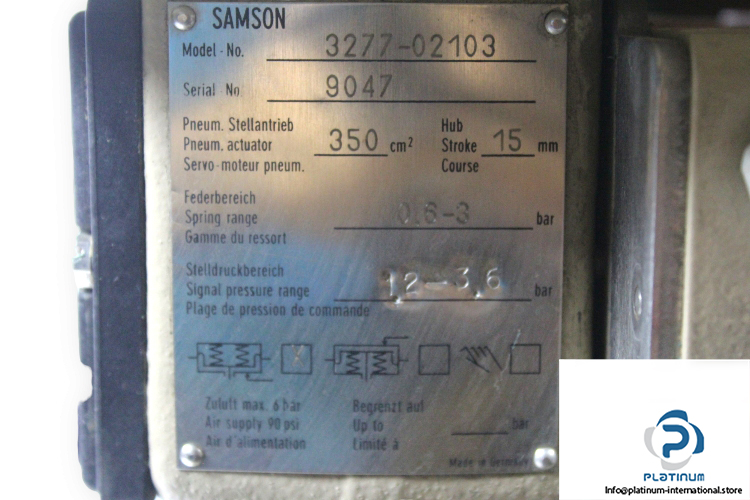 SAMSON
Model - No. 3277-02103
Serial - No 9047
Pneum. Stellantrieb
Pneum. actuator 350 cm²
Servo-moteur pneum.
Hub
Stroke 15 mm
Course
Federbereich
Spring range 0,6-3 bar
Gamme du ressort
Stelldruckbereich
Signal pressure range 12-3,6 bar
Plage de pression de commande
X
Zuluft max. 6 bar
Air supply 90 psi
Air d'alimentation
Begrenzt auf
Up to bar
Limité à
Made in Germany
PLATINUM
Info@platinum-international.store